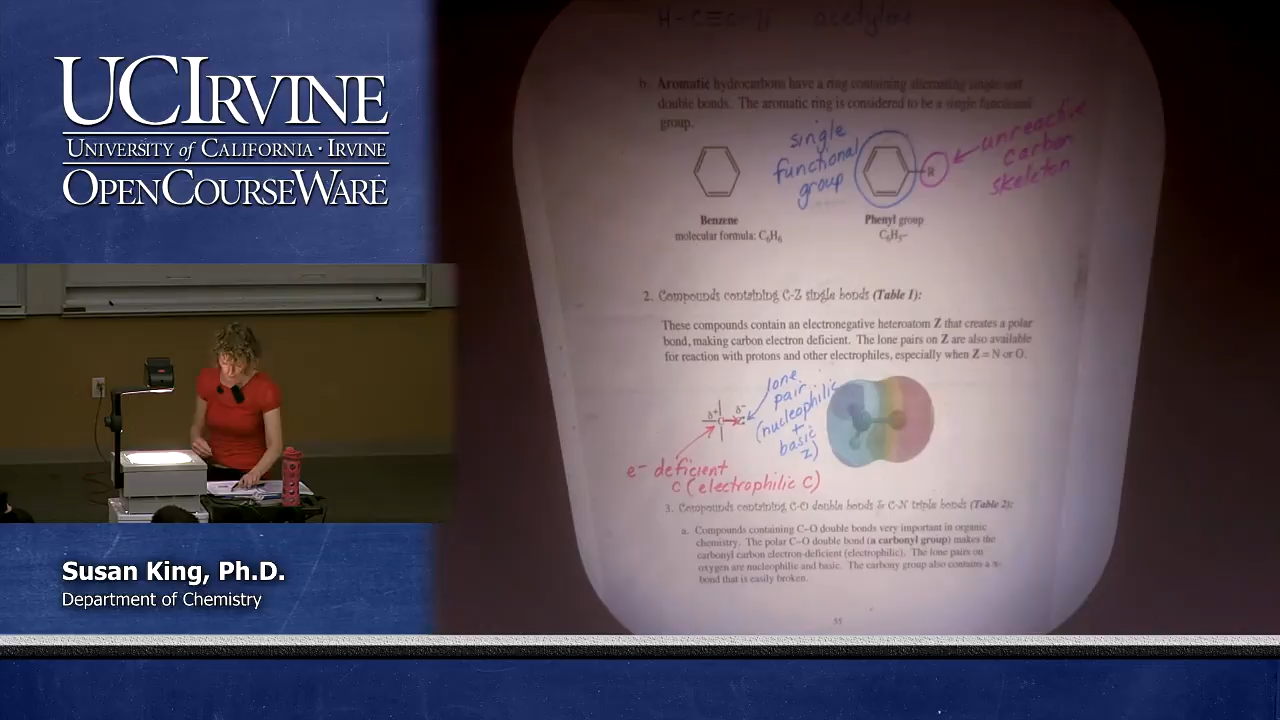 UCIRVINE
UNIVERSITY of CALIFORNIA · IRVINE
OPENCOURSEWARE
Susan King, Ph.D.
Department of Chemistry
H-C≡C-H acetylene
b. Aromatic hydrocarbons have a ring containing alternating single and
double bonds. The aromatic ring is considered to be a single functional
group.
single
functional
group
R
unreactive
carbon
skeleton
Benzene
molecular formula: C₆H₆
Phenyl group
C₆H₅-
2. Compounds containing C-Z single bonds (Table 1):
These compounds contain an electronegative heteroatom Z that creates a polar
bond, making carbon electron deficient. The lone pairs on Z are also available
for reaction with protons and other electrophiles, especially when Z = N or O.
δ+ δ-
lone
pair
(nucleophilic
+
basic
Z)
e- deficient
C (electrophilic C)
3. Compounds containing C-O double bonds & C-N triple bonds (Table 2):
a. Compounds containing C-O double bonds very important in organic
chemistry. The polar C-O double bond (a carbonyl group) makes the
carbonyl carbon electron-deficient (electrophilic). The lone pairs on
oxygen are nucleophilic and basic. The carbony group also contains a π-
bond that is easily broken.
55